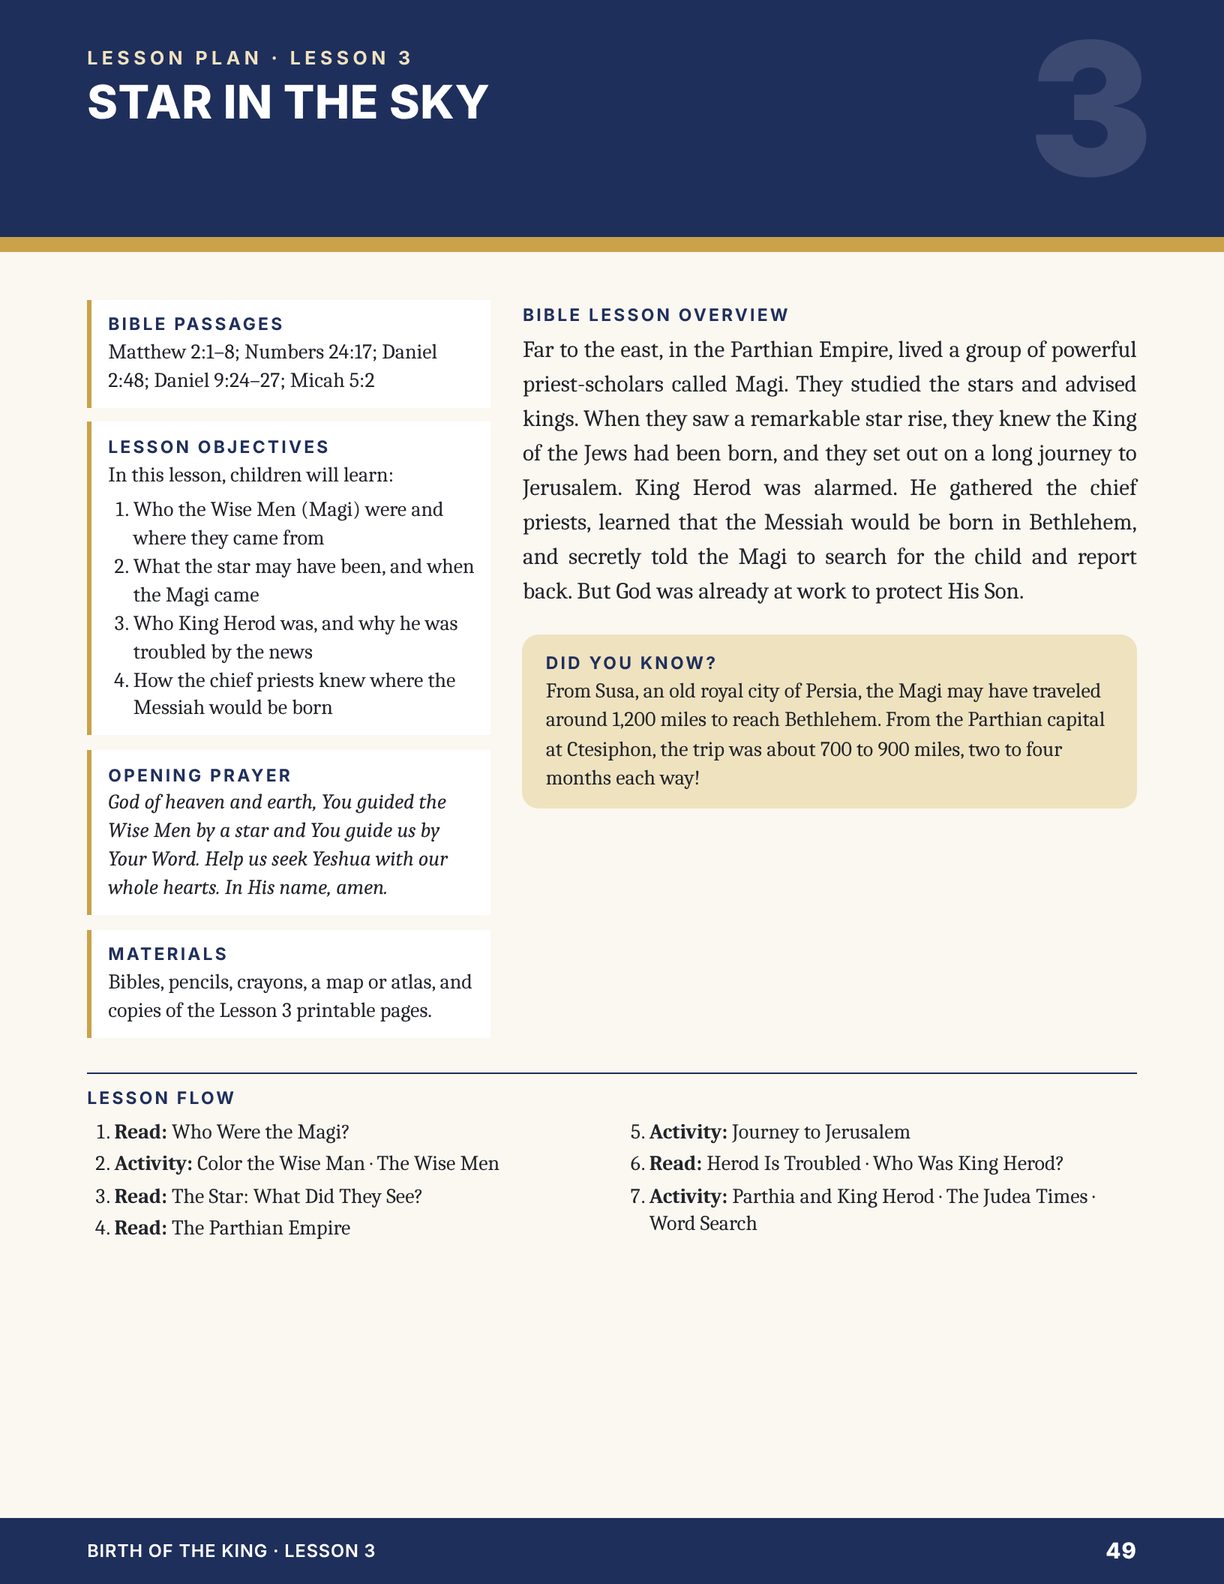 LESSON PLAN · LESSON 3
STAR IN THE SKY
3
BIBLE PASSAGES
Matthew 2:1–8; Numbers 24:17; Daniel
2:48; Daniel 9:24–27; Micah 5:2
LESSON OBJECTIVES
In this lesson, children will learn:
1. Who the Wise Men (Magi) were and
where they came from
2. What the star may have been, and when
the Magi came
3. Who King Herod was, and why he was
troubled by the news
4. How the chief priests knew where the
Messiah would be born
OPENING PRAYER
God of heaven and earth, You guided the
Wise Men by a star and You guide us by
Your Word. Help us seek Yeshua with our
whole hearts. In His name, amen.
MATERIALS
Bibles, pencils, crayons, a map or atlas, and
copies of the Lesson 3 printable pages.
BIBLE LESSON OVERVIEW
Far to the east, in the Parthian Empire, lived a group of powerful
priest-scholars called Magi. They studied the stars and advised
kings. When they saw a remarkable star rise, they knew the King
of the Jews had been born, and they set out on a long journey to
Jerusalem. King Herod was alarmed. He gathered the chief
priests, learned that the Messiah would be born in Bethlehem,
and secretly told the Magi to search for the child and report
back. But God was already at work to protect His Son.
DID YOU KNOW?
From Susa, an old royal city of Persia, the Magi may have traveled
around 1,200 miles to reach Bethlehem. From the Parthian capital
at Ctesiphon, the trip was about 700 to 900 miles, two to four
months each way!
LESSON FLOW
1. Read: Who Were the Magi?
2. Activity: Color the Wise Man · The Wise Men
3. Read: The Star: What Did They See?
4. Read: The Parthian Empire
5. Activity: Journey to Jerusalem
6. Read: Herod Is Troubled · Who Was King Herod?
7. Activity: Parthia and King Herod · The Judea Times ·
Word Search
BIRTH OF THE KING · LESSON 3
49